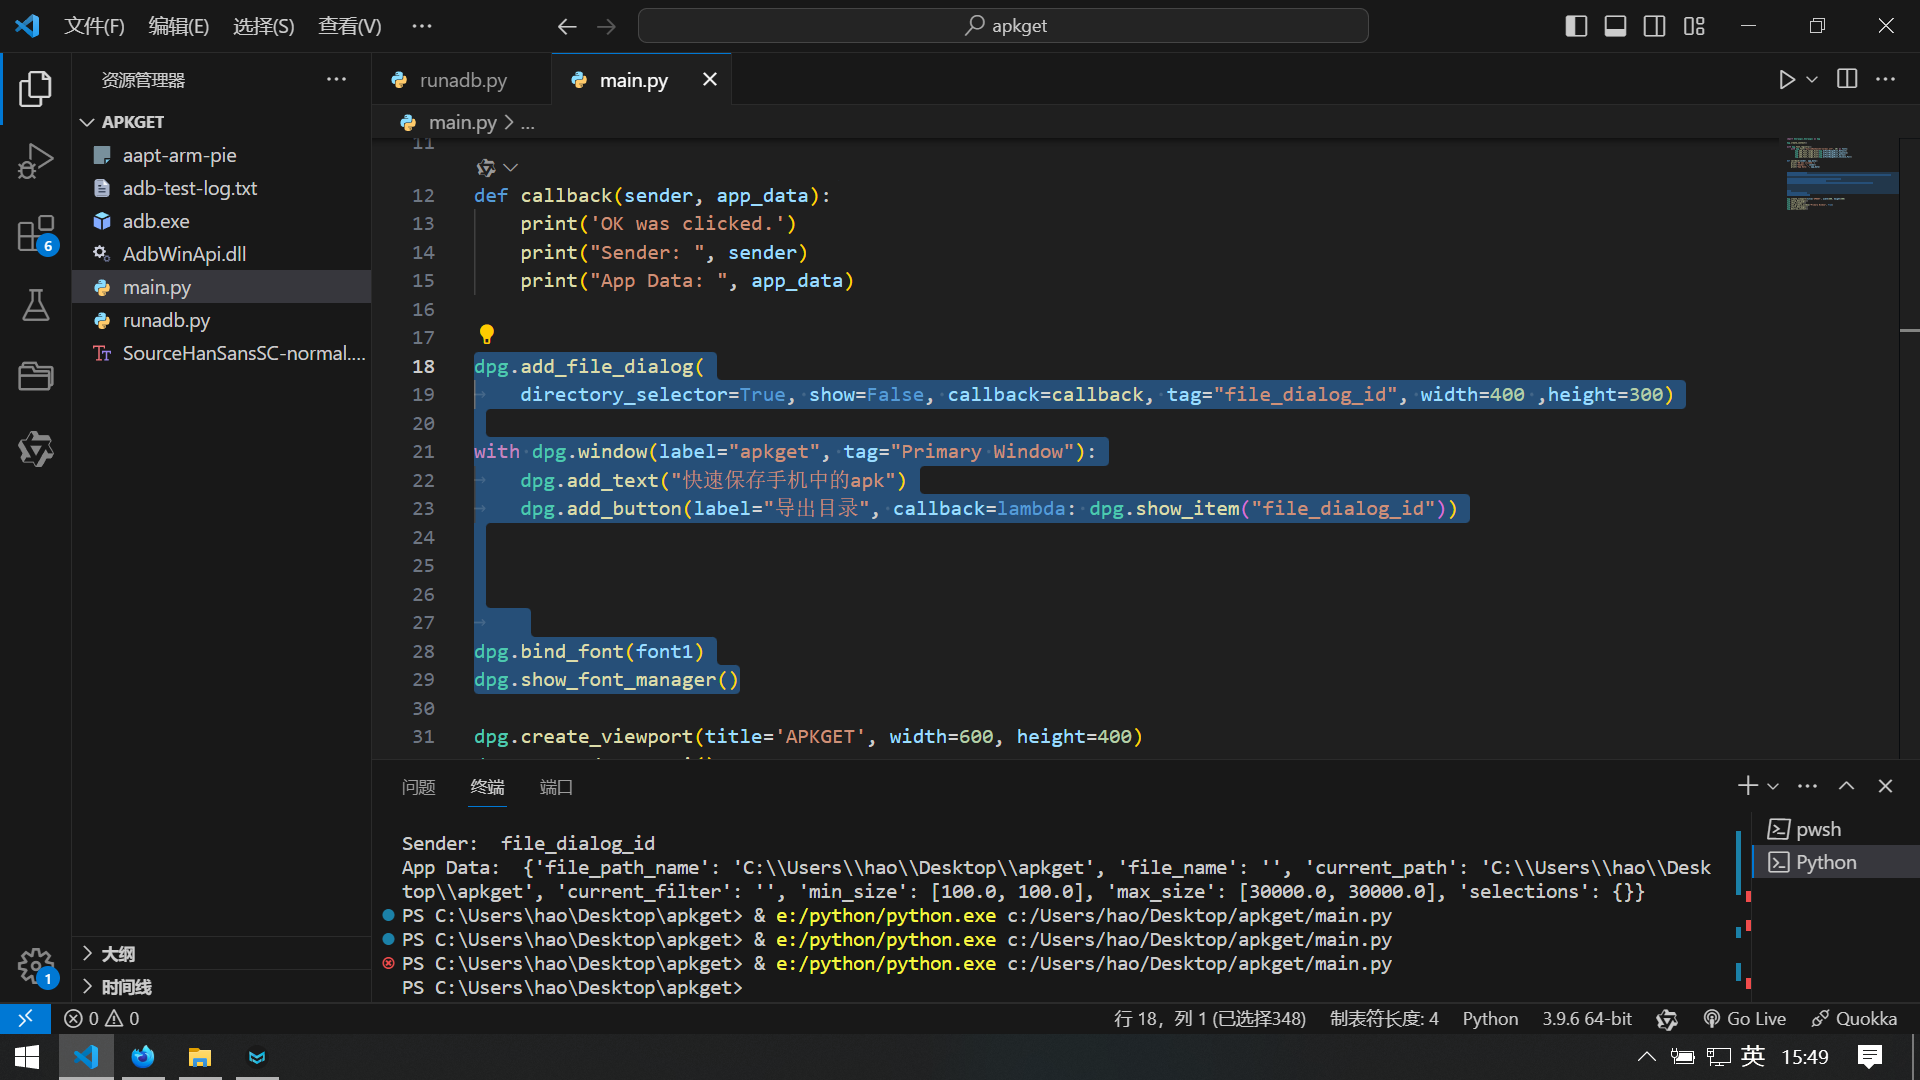 文件(F) 编辑(E) 选择(S) 查看(V) ··· apkget
资源管理器 ···
runadb.py
main.py
main.py > ...
APKGET
aapt-arm-pie
adb-test-log.txt
adb.exe
AdbWinApi.dll
main.py
runadb.py
SourceHanSansSC-normal....
大纲
时间线
6
1
11
12 def callback(sender, app_data):
13 print('OK was clicked.')
14 print("Sender: ", sender)
15 print("App Data: ", app_data)
16
17
18 dpg.add_file_dialog(
19 directory_selector=True, show=False, callback=callback, tag="file_dialog_id", width=400 ,height=300)
20
21 with dpg.window(label="apkget", tag="Primary Window"):
22 dpg.add_text("快速保存手机中的apk")
23 dpg.add_button(label="导出目录", callback=lambda: dpg.show_item("file_dialog_id"))
24
25
26
27
28 dpg.bind_font(font1)
29 dpg.show_font_manager()
30
31 dpg.create_viewport(title='APKGET', width=600, height=400)
问题 终端 端口
Sender:  file_dialog_id
App Data:  {'file_path_name': 'C:\\Users\\hao\\Desktop\\apkget', 'file_name': '', 'current_path': 'C:\\Users\\hao\\Desk
top\\apkget', 'current_filter': '', 'min_size': [100.0, 100.0], 'max_size': [30000.0, 30000.0], 'selections': {}}
PS C:\Users\hao\Desktop\apkget> & e:/python/python.exe c:/Users/hao/Desktop/apkget/main.py
PS C:\Users\hao\Desktop\apkget> & e:/python/python.exe c:/Users/hao/Desktop/apkget/main.py
PS C:\Users\hao\Desktop\apkget> & e:/python/python.exe c:/Users/hao/Desktop/apkget/main.py
PS C:\Users\hao\Desktop\apkget>
pwsh
Python
0 0 行 18，列 1 (已选择348) 制表符长度: 4 Python 3.9.6 64-bit Go Live Quokka
英 15:49